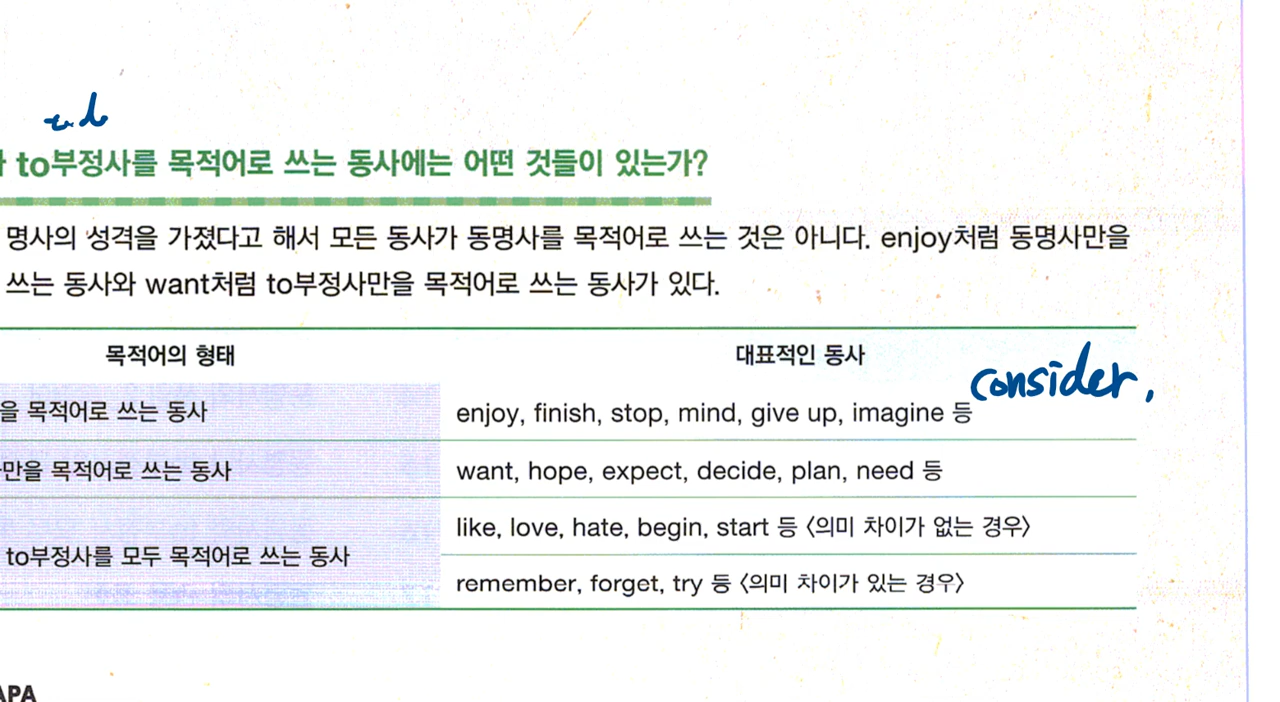 to부정사를 목적어로 쓰는 동사에는 어떤 것들이 있는가?
명사의 성격을 가졌다고 해서 모든 동사가 동명사를 목적어로 쓰는 것은 아니다. enjoy처럼 동명사만을
쓰는 동사와 want처럼 to부정사만을 목적어로 쓰는 동사가 있다.
목적어의 형태 대표적인 동사
consider,
을 목적어로 쓰는 동사 enjoy, finish, stop, mind, give up, imagine 등
만을 목적어로 쓰는 동사 want, hope, expect, decide, plan, need 등
like, love, hate, begin, start 등 〈의미 차이가 없는 경우〉
to부정사를 모두 목적어로 쓰는 동사
remember, forget, try 등 〈의미 차이가 있는 경우〉
APA